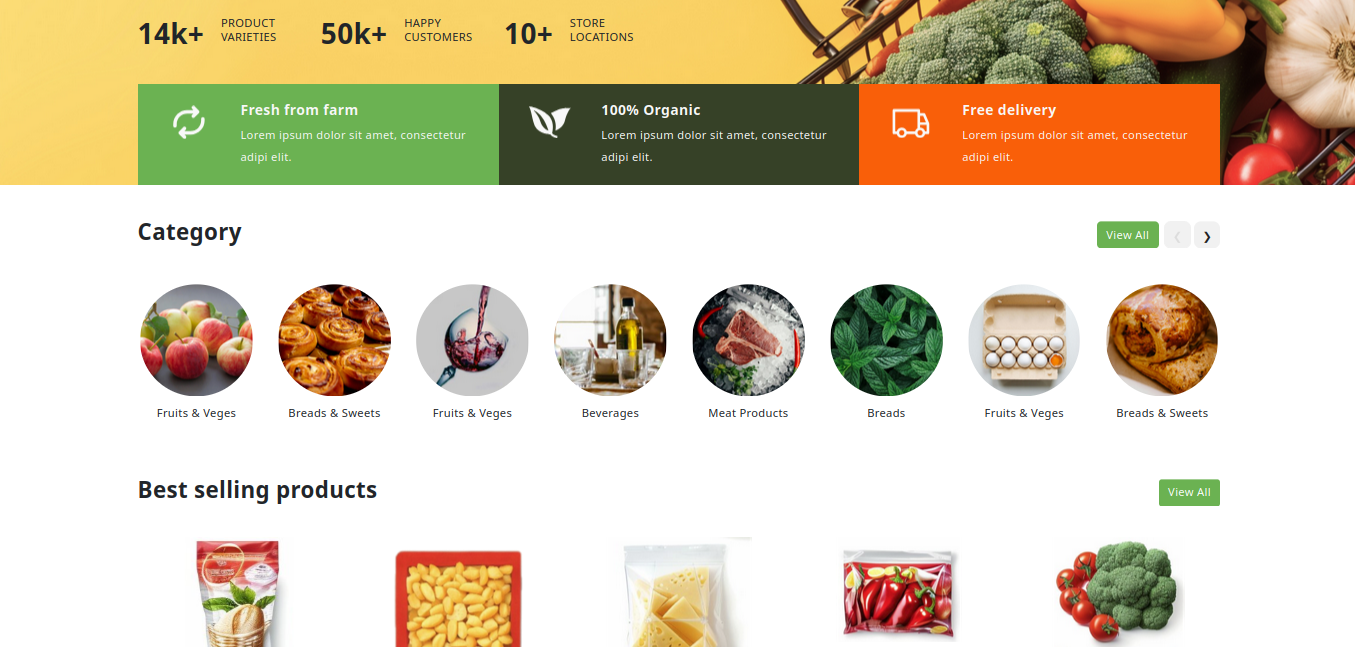 14k+ PRODUCT
VARIETIES
50k+ HAPPY
CUSTOMERS
10+ STORE
LOCATIONS
Fresh from farm
Lorem ipsum dolor sit amet, consectetur
adipi elit.
100% Organic
Lorem ipsum dolor sit amet, consectetur
adipi elit.
Free delivery
Lorem ipsum dolor sit amet, consectetur
adipi elit.
Category
View All ❮ ❯
Fruits & Veges
Breads & Sweets
Fruits & Veges
Beverages
Meat Products
Breads
Fruits & Veges
Breads & Sweets
Best selling products
View All